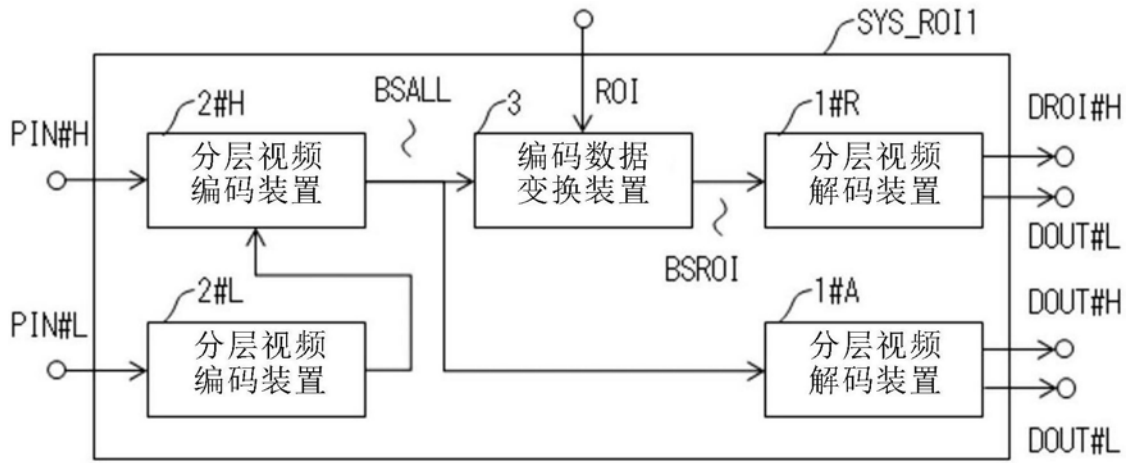 SYS_ROI1
BSALL
ROI
2#H
3
1#R
DROI#H
PIN#H
分层视频
编码装置
编码数据
变换装置
分层视频
解码装置
DOUT#L
BSROI
2#L
1#A
DOUT#H
PIN#L
分层视频
编码装置
分层视频
解码装置
DOUT#L